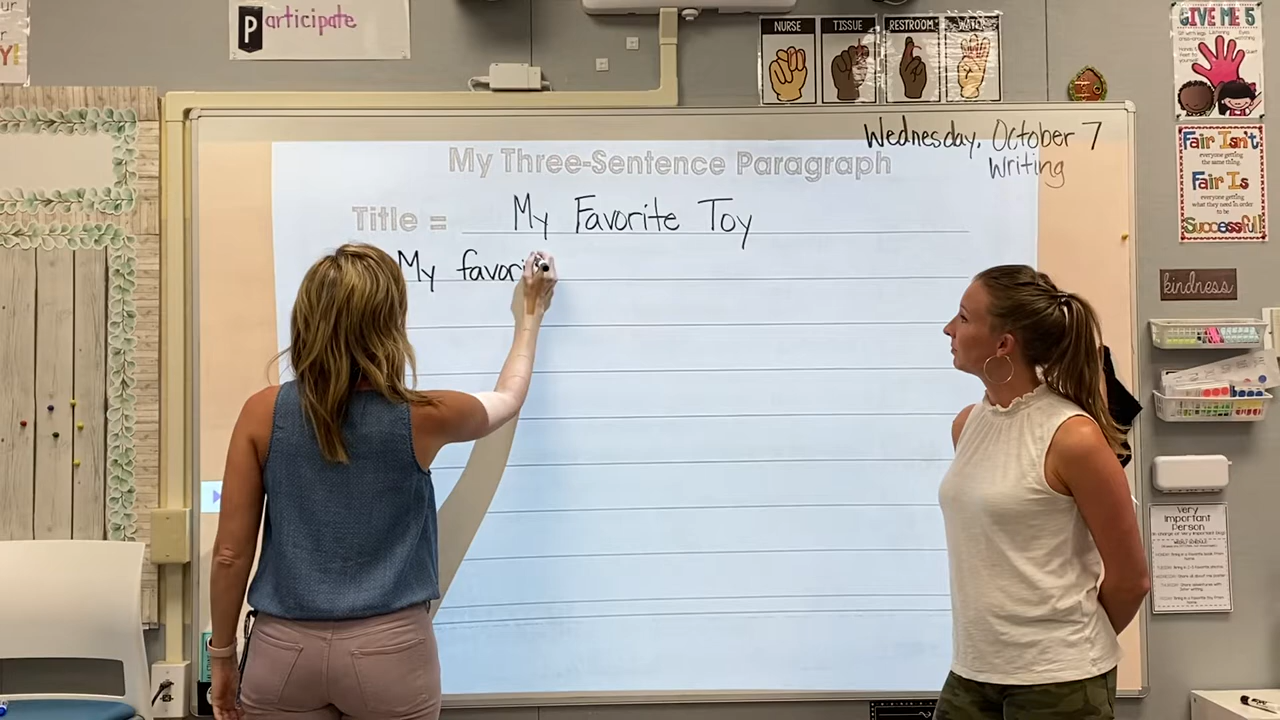 Participate
NURSE
TISSUE
RESTROOM
WATER
GIVE ME 5
Wednesday, October 7
Writing
My Three-Sentence Paragraph
Title = My Favorite Toy
My favori
Fair Isn't
everyone getting
the same thing.
Fair Is
everyone getting
what they need in order
to be
Successful!
kindness
Very
Important
Person